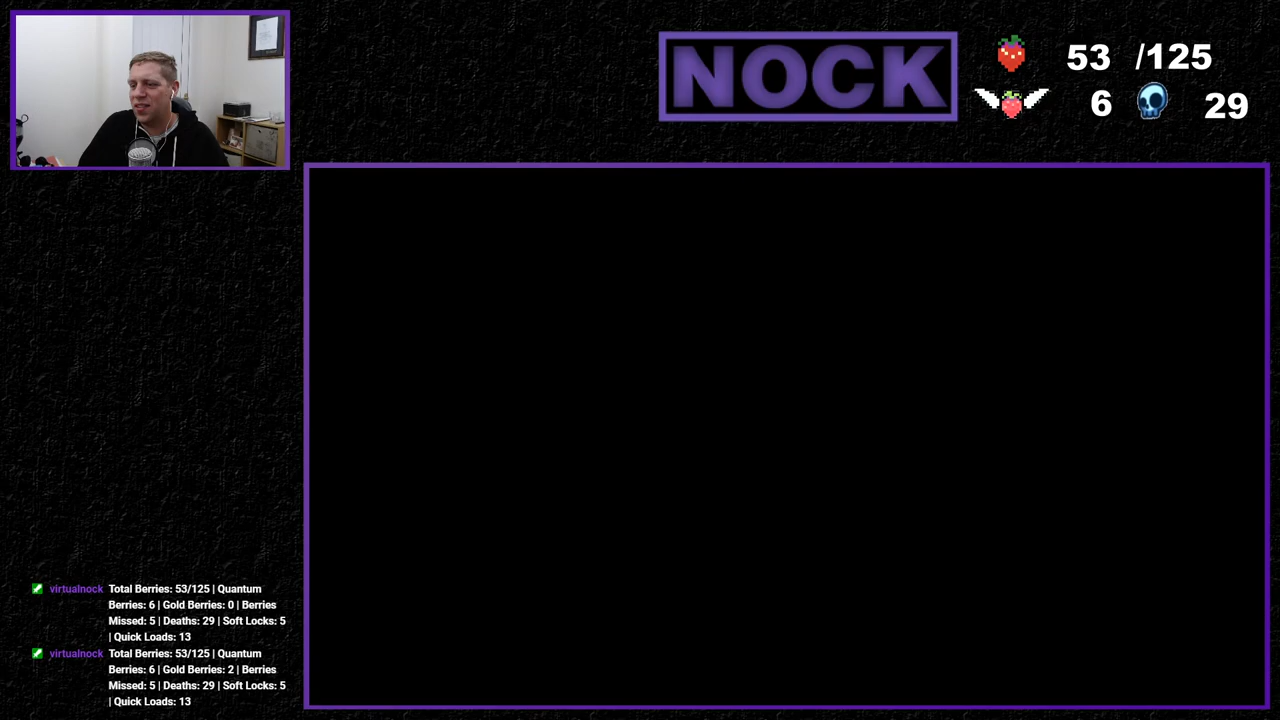 NOCK
53 /125
6 29
virtualnock Total Berries: 53/125 | Quantum
Berries: 6 | Gold Berries: 0 | Berries
Missed: 5 | Deaths: 29 | Soft Locks: 5
| Quick Loads: 13
virtualnock Total Berries: 53/125 | Quantum
Berries: 6 | Gold Berries: 2 | Berries
Missed: 5 | Deaths: 29 | Soft Locks: 5
| Quick Loads: 13